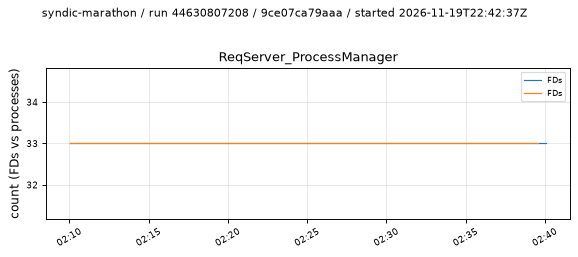 syndic-marathon / run 44630807208 / 9ce07ca79aaa / started 2026-11-19T22:42:37Z
ReqServer_ProcessManager
count (FDs vs processes)
34
33
32
FDs
FDs
02:10
02:15
02:20
02:25
02:30
02:35
02:40